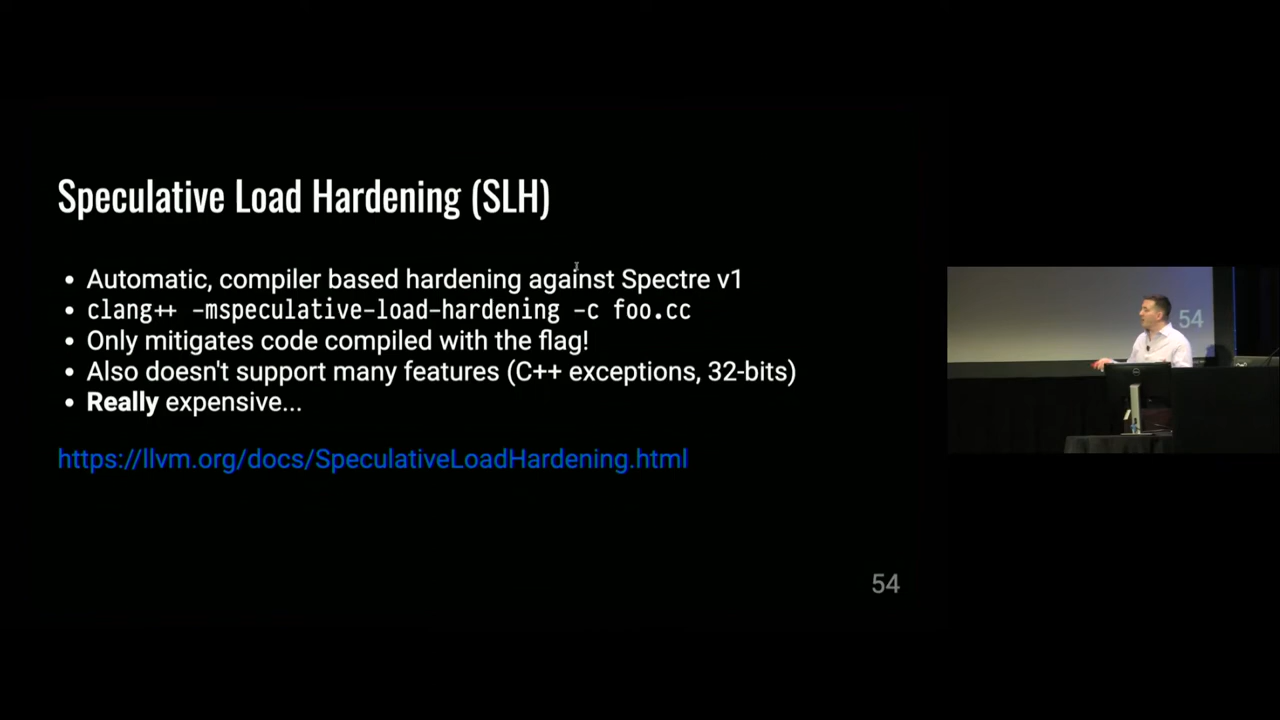 Speculative Load Hardening (SLH)
• Automatic, compiler based hardening against Spectre v1
• clang++ -mspeculative-load-hardening -c foo.cc
• Only mitigates code compiled with the flag!
• Also doesn't support many features (C++ exceptions, 32-bits)
• Really expensive...
https://llvm.org/docs/SpeculativeLoadHardening.html
54
54